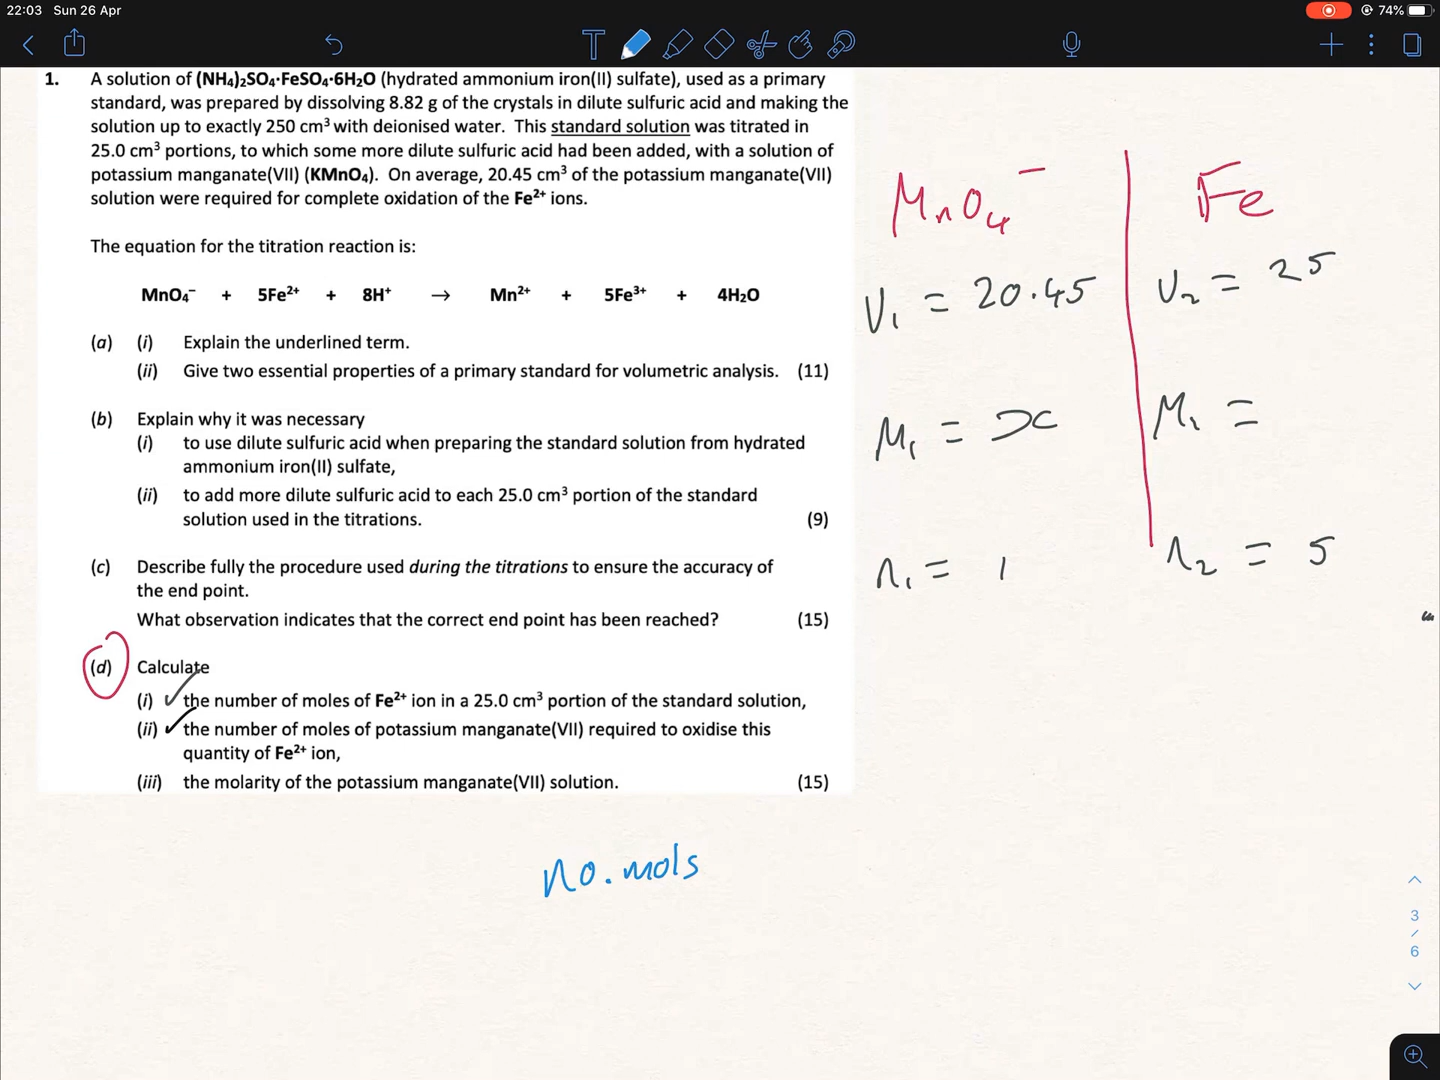 22:03 Sun 26 Apr
74%
1. A solution of (NH₄)₂SO₄·FeSO₄·6H₂O (hydrated ammonium iron(II) sulfate), used as a primary
standard, was prepared by dissolving 8.82 g of the crystals in dilute sulfuric acid and making the
solution up to exactly 250 cm³ with deionised water. This standard solution was titrated in
25.0 cm³ portions, to which some more dilute sulfuric acid had been added, with a solution of
potassium manganate(VII) (KMnO₄). On average, 20.45 cm³ of the potassium manganate(VII)
solution were required for complete oxidation of the Fe²⁺ ions.
The equation for the titration reaction is:
MnO₄⁻ + 5Fe²⁺ + 8H⁺ → Mn²⁺ + 5Fe³⁺ + 4H₂O
(a) (i) Explain the underlined term.
(ii) Give two essential properties of a primary standard for volumetric analysis. (11)
(b) Explain why it was necessary
(i) to use dilute sulfuric acid when preparing the standard solution from hydrated
ammonium iron(II) sulfate,
(ii) to add more dilute sulfuric acid to each 25.0 cm³ portion of the standard
solution used in the titrations. (9)
(c) Describe fully the procedure used during the titrations to ensure the accuracy of
the end point.
What observation indicates that the correct end point has been reached? (15)
(d) Calculate
(i) the number of moles of Fe²⁺ ion in a 25.0 cm³ portion of the standard solution,
(ii) the number of moles of potassium manganate(VII) required to oxidise this
quantity of Fe²⁺ ion,
(iii) the molarity of the potassium manganate(VII) solution. (15)
MnO₄⁻
Fe
V₁ = 20.45
V₂ = 25
M₁ = x
M₂ =
n₁ = 1
n₂ = 5
No. mols
3
/
6